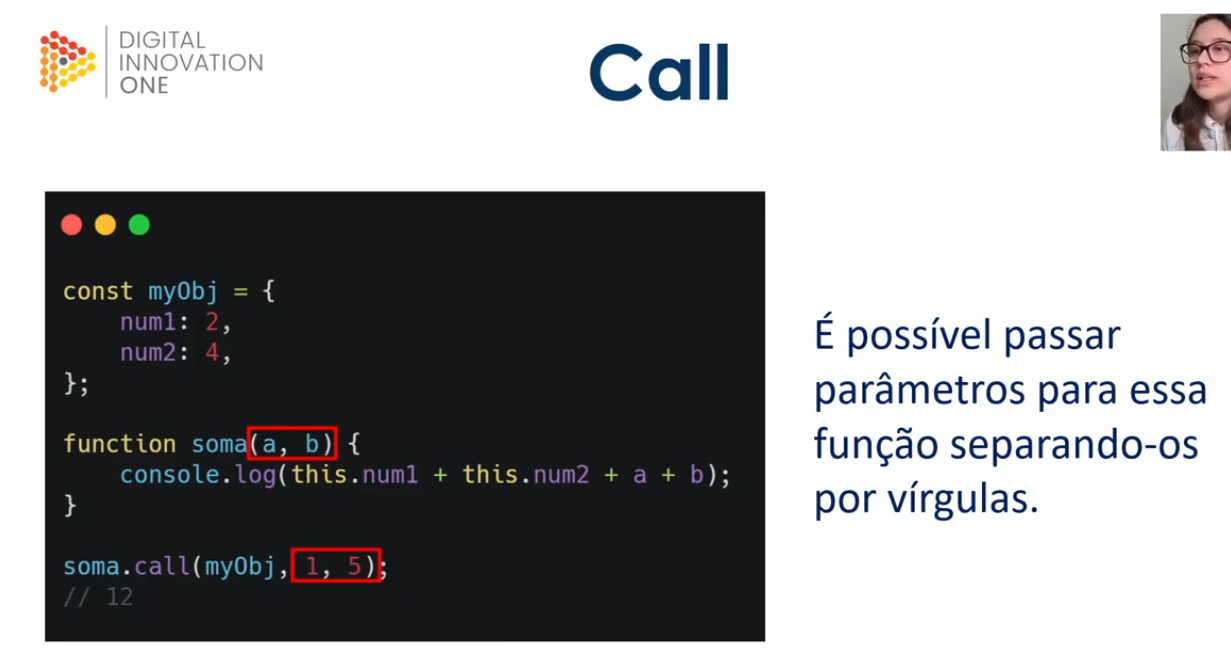 DIGITAL
INNOVATION
ONE
Call
const myObj = {
    num1: 2,
    num2: 4,
};
function soma(a, b) {
    console.log(this.num1 + this.num2 + a + b);
}
soma.call(myObj, 1, 5);
// 12
É possível passar
parâmetros para essa
função separando-os
por vírgulas.